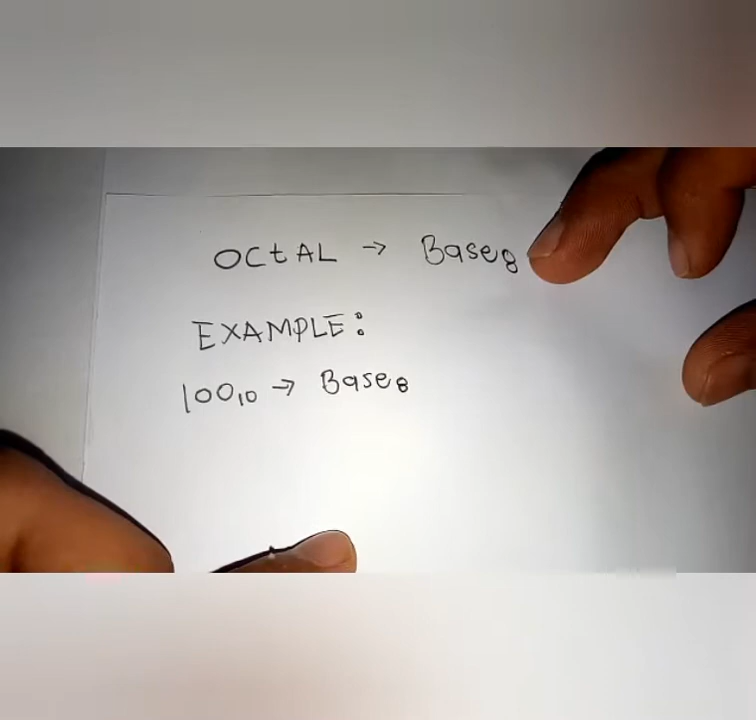 OCtAL → Base₈
EXAMPLE:
100₁₀ → Base₈